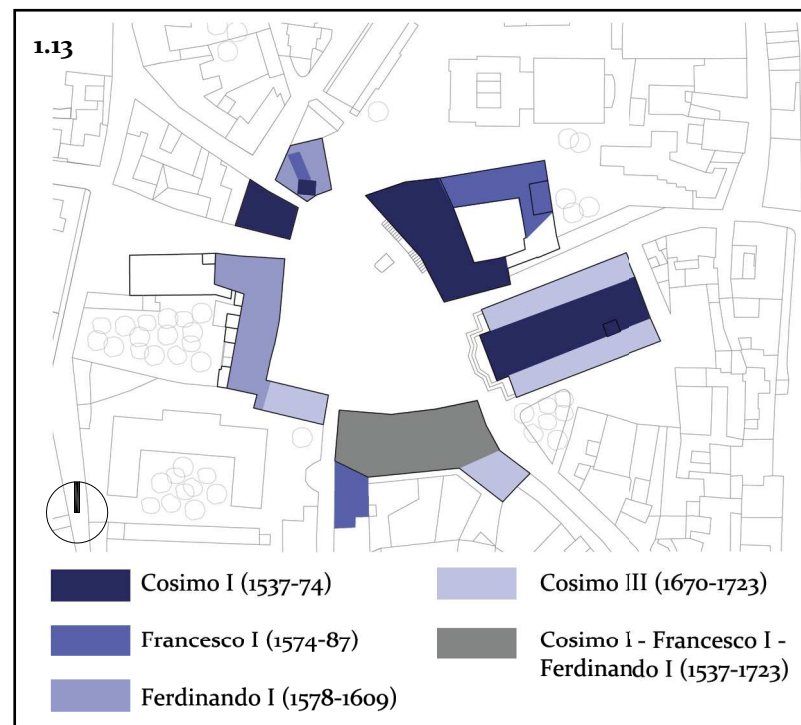 1.13
Cosimo I (1537-74)
Francesco I (1574-87)
Ferdinando I (1578-1609)
Cosimo III (1670-1723)
Cosimo I - Francesco I -
Ferdinando I (1537-1723)